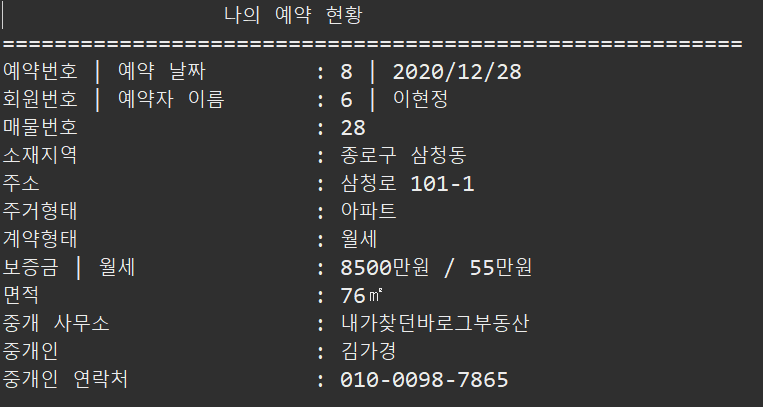 나의 예약 현황
=========================================================
예약번호 | 예약 날짜 : 8 | 2020/12/28
회원번호 | 예약자 이름 : 6 | 이현정
매물번호 : 28
소재지역 : 종로구 삼청동
주소 : 삼청로 101-1
주거형태 : 아파트
계약형태 : 월세
보증금 | 월세 : 8500만원 / 55만원
면적 : 76㎡
중개 사무소 : 내가찾던바로그부동산
중개인 : 김가경
중개인 연락처 : 010-0098-7865